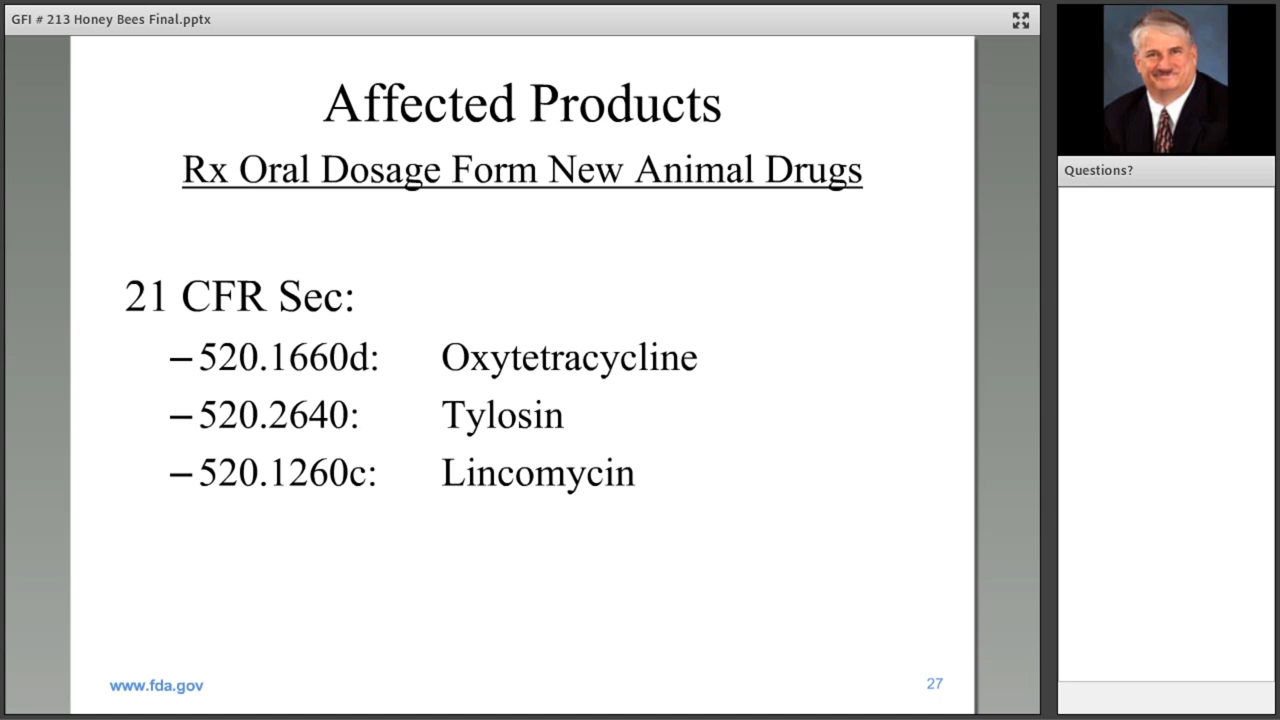 GFI # 213 Honey Bees Final.pptx
Affected Products
Rx Oral Dosage Form New Animal Drugs
21 CFR Sec:
– 520.1660d: Oxytetracycline
– 520.2640: Tylosin
– 520.1260c: Lincomycin
www.fda.gov
27
Questions?